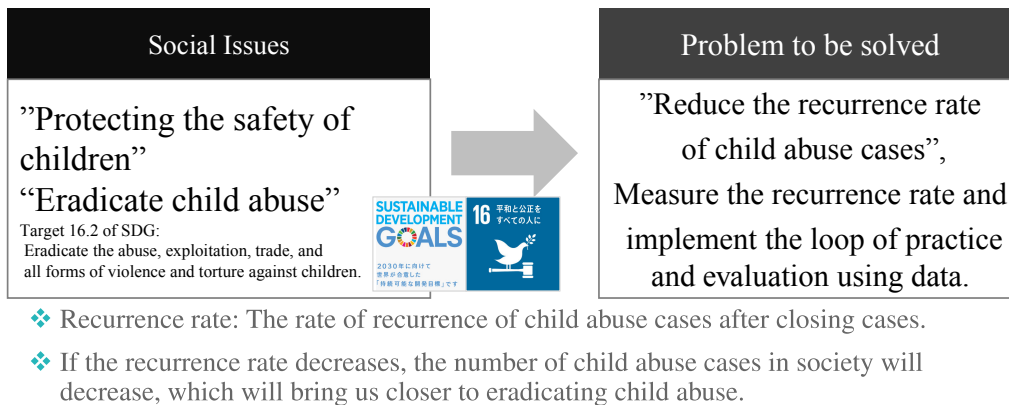 Social Issues
”Protecting the safety of
children”
“Eradicate child abuse”
Target 16.2 of SDG:
Eradicate the abuse, exploitation, trade, and
all forms of violence and torture against children.
SUSTAINABLE
DEVELOPMENT
GOALS
2030年に向けて
世界が合意した
「持続可能な開発目標」です
16 平和と公正を
すべての人に
Problem to be solved
”Reduce the recurrence rate
of child abuse cases”,
Measure the recurrence rate and
implement the loop of practice
and evaluation using data.
❖ Recurrence rate: The rate of recurrence of child abuse cases after closing cases.
❖ If the recurrence rate decreases, the number of child abuse cases in society will
decrease, which will bring us closer to eradicating child abuse.